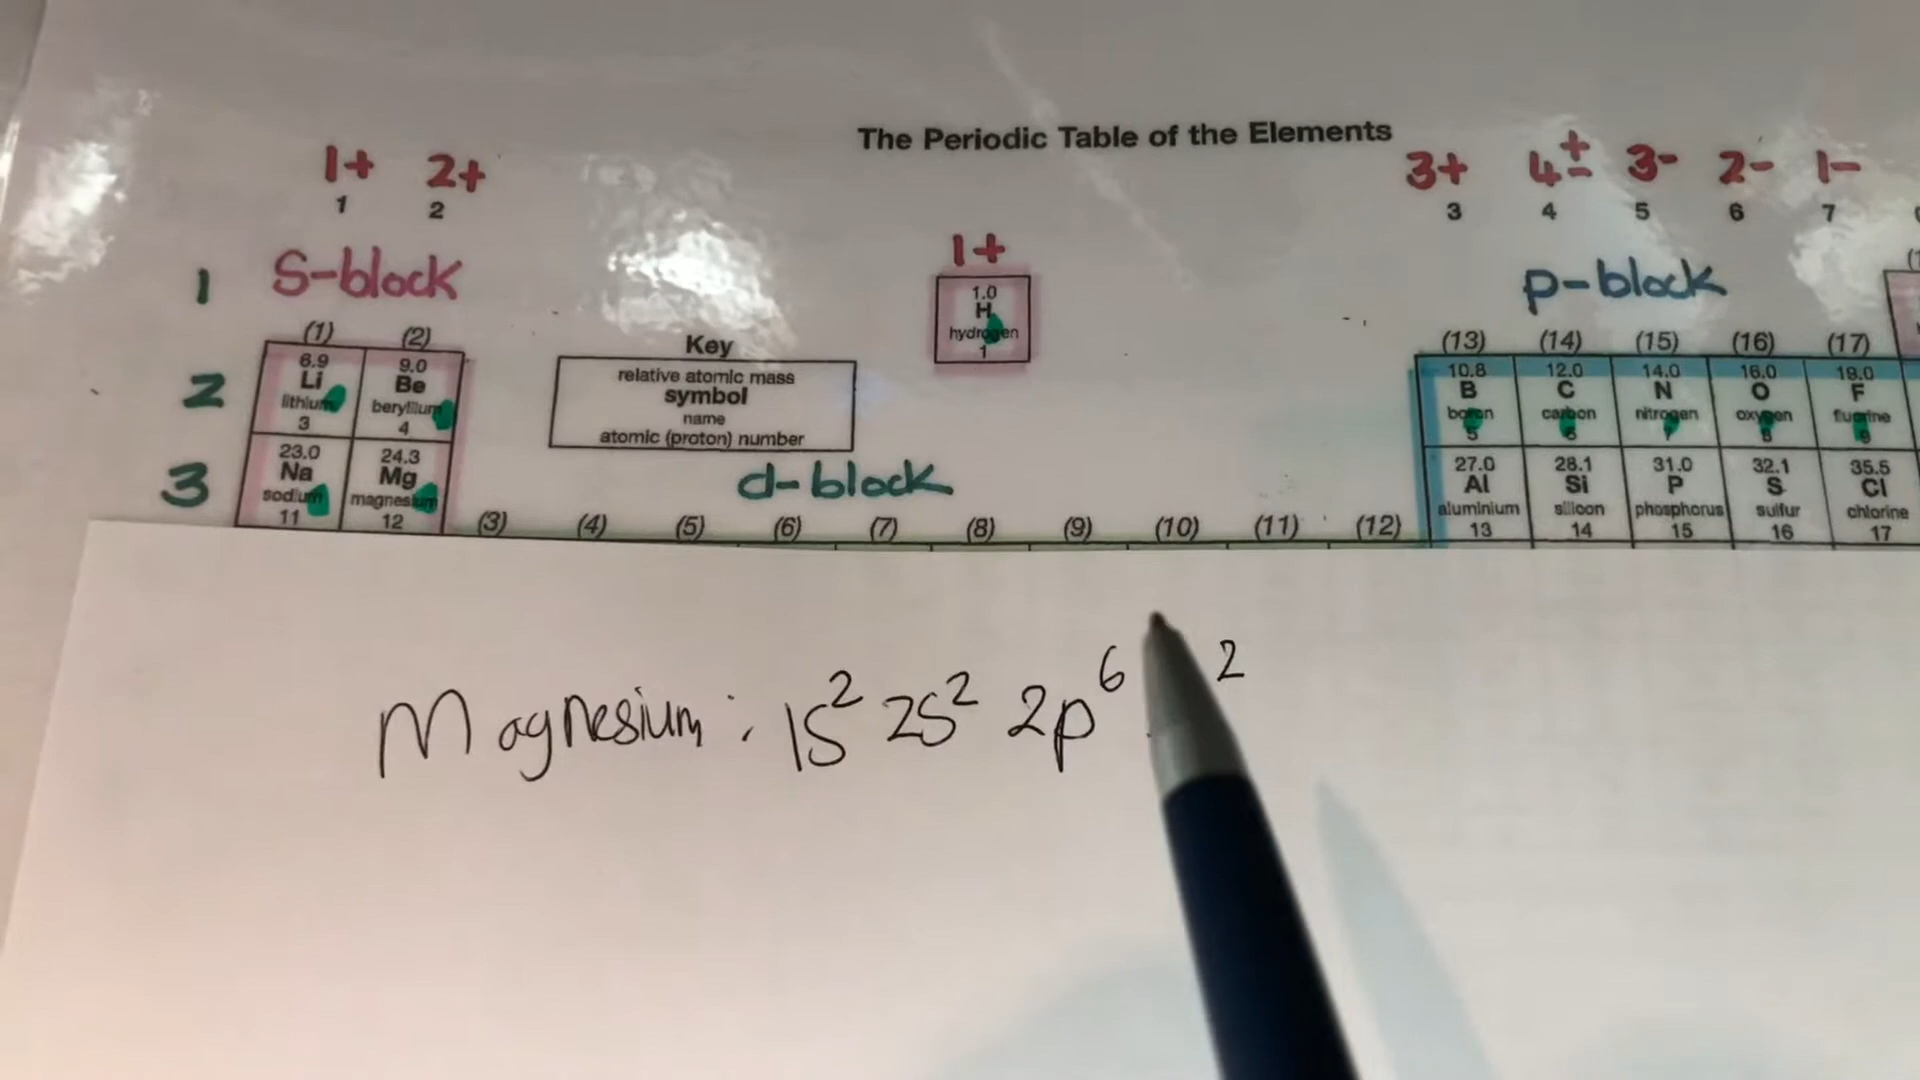 The Periodic Table of the Elements
1+ 2+ 3+ 4± 3- 2- 1-
1 2 3 4 5 6 7
1+
1 S-block p-block
1.0
H
hydrogen
1
(1) (2) (13) (14) (15) (16) (17)
Key
relative atomic mass
symbol
name
atomic (proton) number
2
6.9 9.0 10.8 12.0 14.0 16.0 19.0
Li Be B C N O F
lithium beryllium boron carbon nitrogen oxygen fluorine
3 4 5 6 7 8 9
3
23.0 24.3 27.0 28.1 31.0 32.1 35.5
Na Mg Al Si P S Cl
sodium magnesium aluminium silicon phosphorus sulfur chlorine
11 12 13 14 15 16 17
d-block
(3) (4) (5) (6) (7) (8) (9) (10) (11) (12)
Magnesium : 1s² 2s² 2p⁶ ²